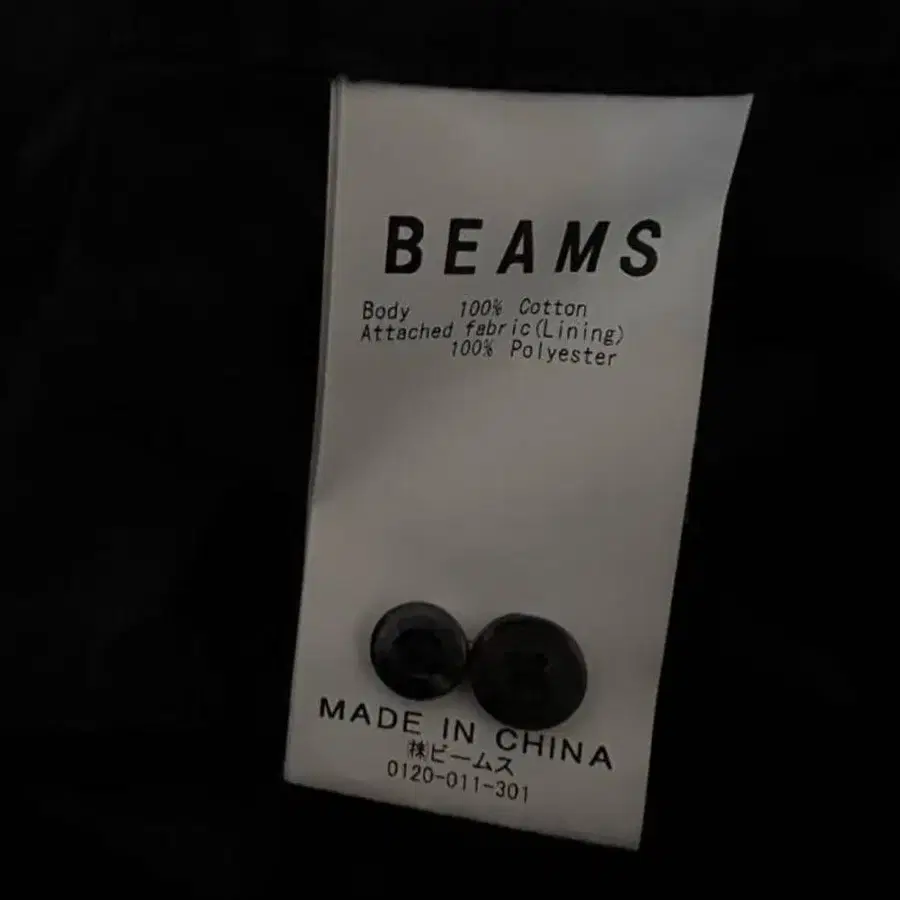 BEAMS
Body 100% Cotton
Attached fabric(Lining)
100% Polyester
MADE IN CHINA
㈱ビームス
0120-011-301